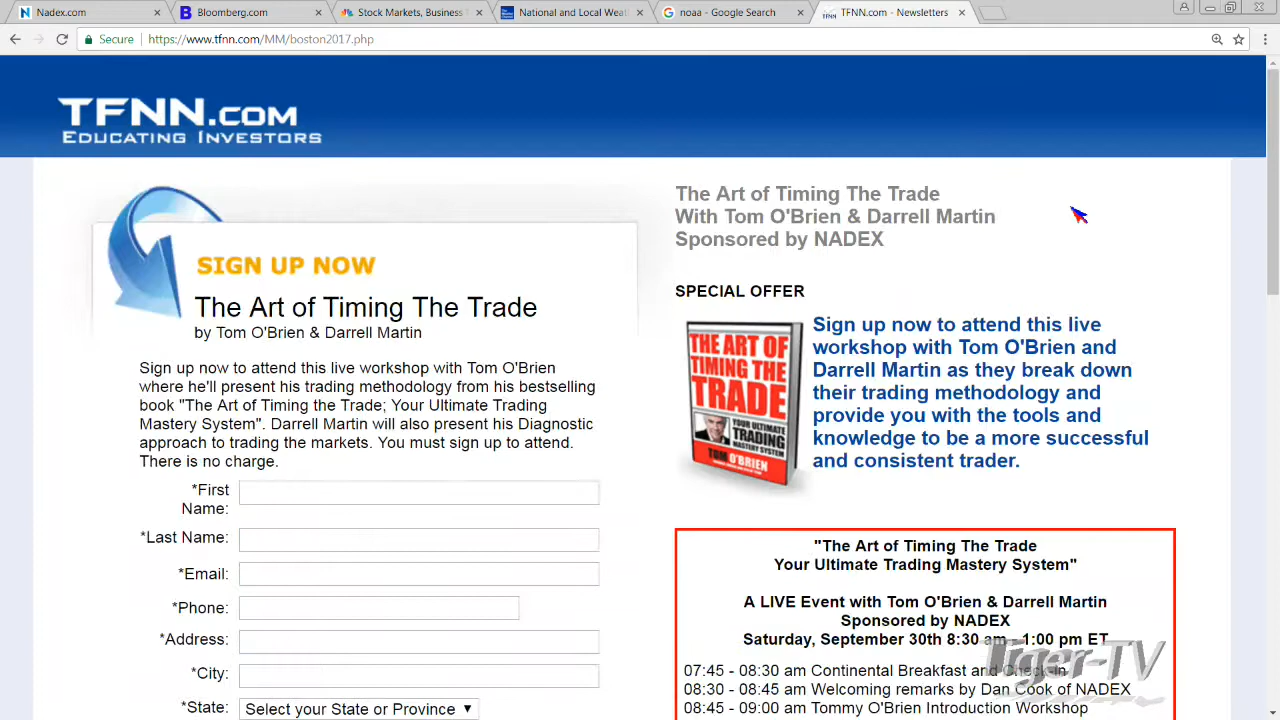 Nadex.com
Bloomberg.com
Stock Markets, Business
National and Local Weat
noaa - Google Search
TFNN.com - Newsletters
Secure
https://www.tfnn.com/MM/boston2017.php
TFNN.COM
EDUCATING INVESTORS
SIGN UP NOW
The Art of Timing The Trade
by Tom O'Brien & Darrell Martin
Sign up now to attend this live workshop with Tom O'Brien
where he'll present his trading methodology from his bestselling
book "The Art of Timing the Trade; Your Ultimate Trading
Mastery System". Darrell Martin will also present his Diagnostic
approach to trading the markets. You must sign up to attend.
There is no charge.
*First
Name:
*Last Name:
*Email:
*Phone:
*Address:
*City:
*State:
Select your State or Province
The Art of Timing The Trade
With Tom O'Brien & Darrell Martin
Sponsored by NADEX
SPECIAL OFFER
THE ART OF
TIMING THE
TRADE
YOUR ULTIMATE
TRADING
MASTERY SYSTEM
TOM O'BRIEN
Sign up now to attend this live
workshop with Tom O'Brien and
Darrell Martin as they break down
their trading methodology and
provide you with the tools and
knowledge to be a more successful
and consistent trader.
"The Art of Timing The Trade
Your Ultimate Trading Mastery System"
A LIVE Event with Tom O'Brien & Darrell Martin
Sponsored by NADEX
Saturday, September 30th 8:30 am - 1:00 pm ET
07:45 - 08:30 am Continental Breakfast and Check-in
08:30 - 08:45 am Welcoming remarks by Dan Cook of NADEX
08:45 - 09:00 am Tommy O'Brien Introduction Workshop
Tiger-TV